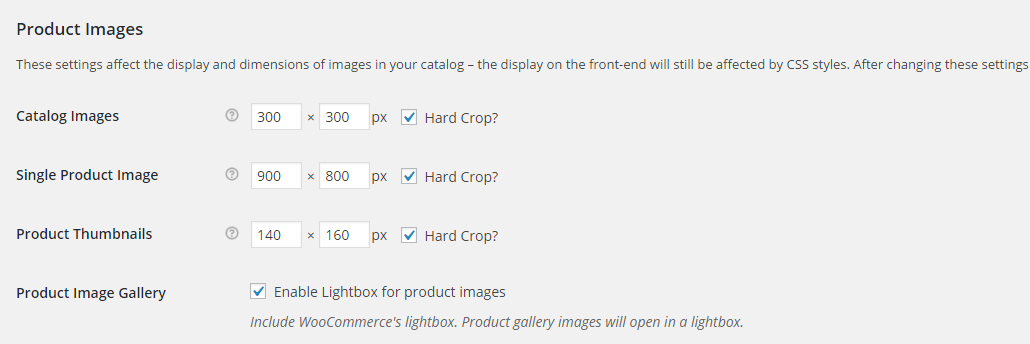 Product Images
These settings affect the display and dimensions of images in your catalog – the display on the front-end will still be affected by CSS styles. After changing these settings
Catalog Images ? 300 × 300 px Hard Crop?
Single Product Image ? 900 × 800 px Hard Crop?
Product Thumbnails ? 140 × 160 px Hard Crop?
Product Image Gallery Enable Lightbox for product images
Include WooCommerce's lightbox. Product gallery images will open in a lightbox.